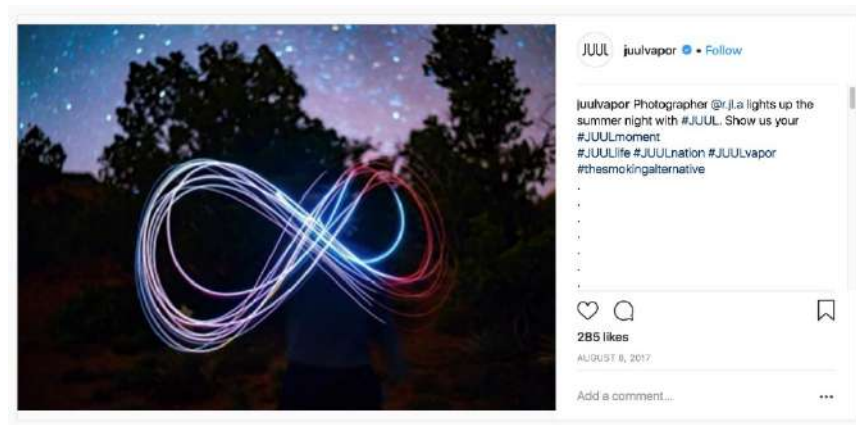 JUUL juulvapor • Follow
juulvapor Photographer @r.jl.a lights up the
summer night with #JUUL. Show us your
#JUULmoment
#JUULlife #JUULnation #JUULvapor
#thesmokingalternative
.
.
.
.
.
.
.
285 likes
AUGUST 8, 2017
Add a comment...